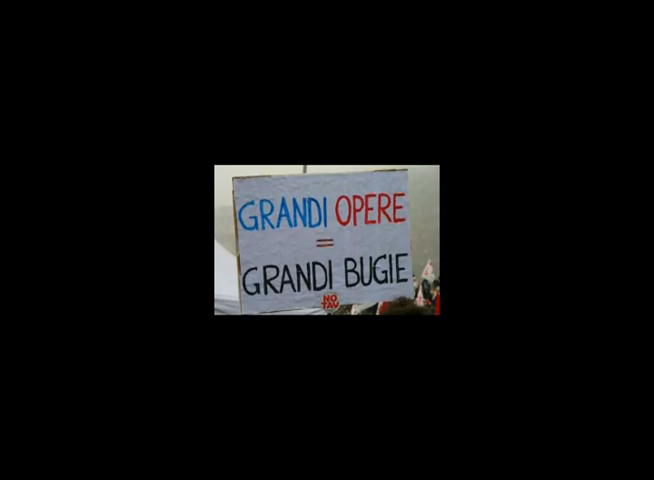 GRANDI OPERE
=
GRANDI BUGIE
NO
TAV